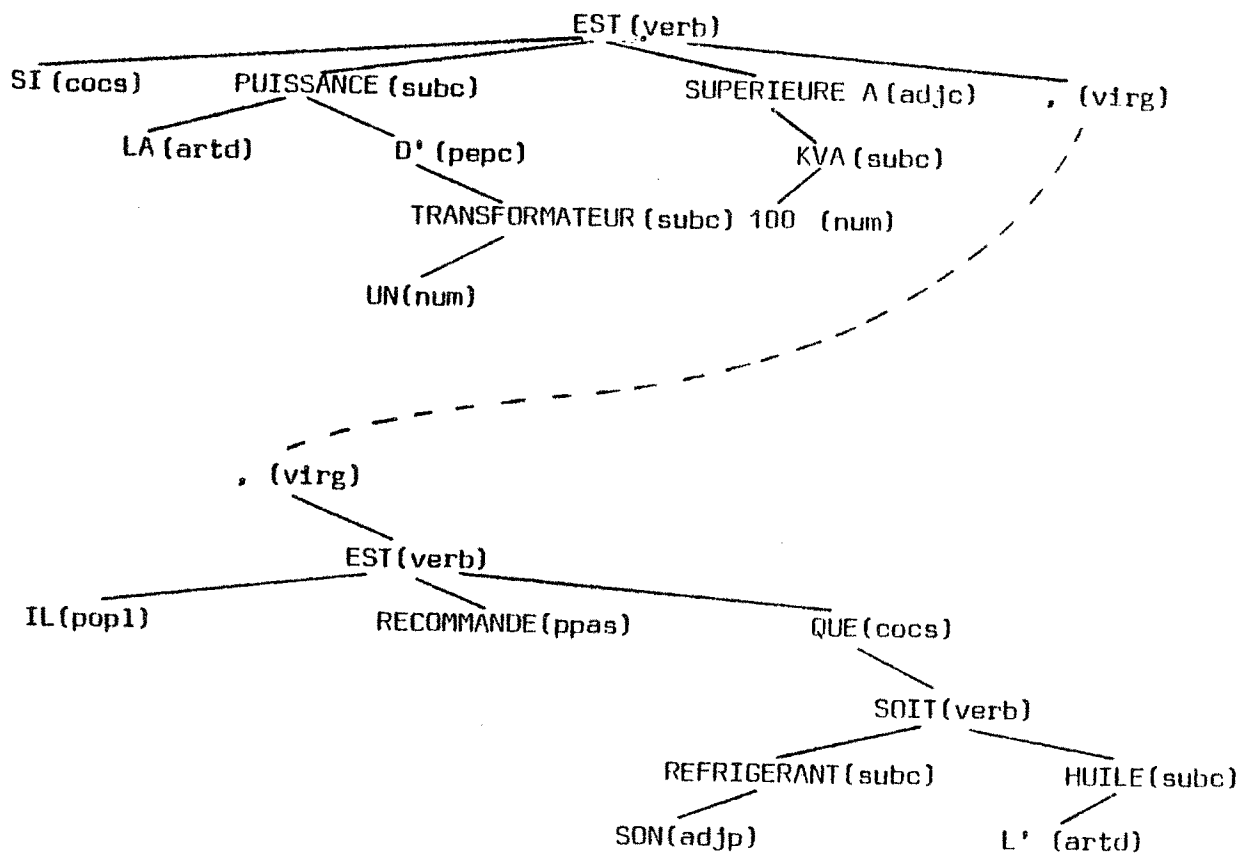 EST(verb)
SI(cocs) PUISSANCE(subc) SUPERIEURE A(adjc) , (virg)
LA(artd) D'(pepc) KVA(subc)
TRANSFORMATEUR(subc) 100 (num)
UN(num)
, (virg)
EST(verb)
IL(popl) RECOMMANDE(ppas) QUE(cocs)
SOIT(verb)
REFRIGERANT(subc) HUILE(subc)
SON(adjp) L' (artd)